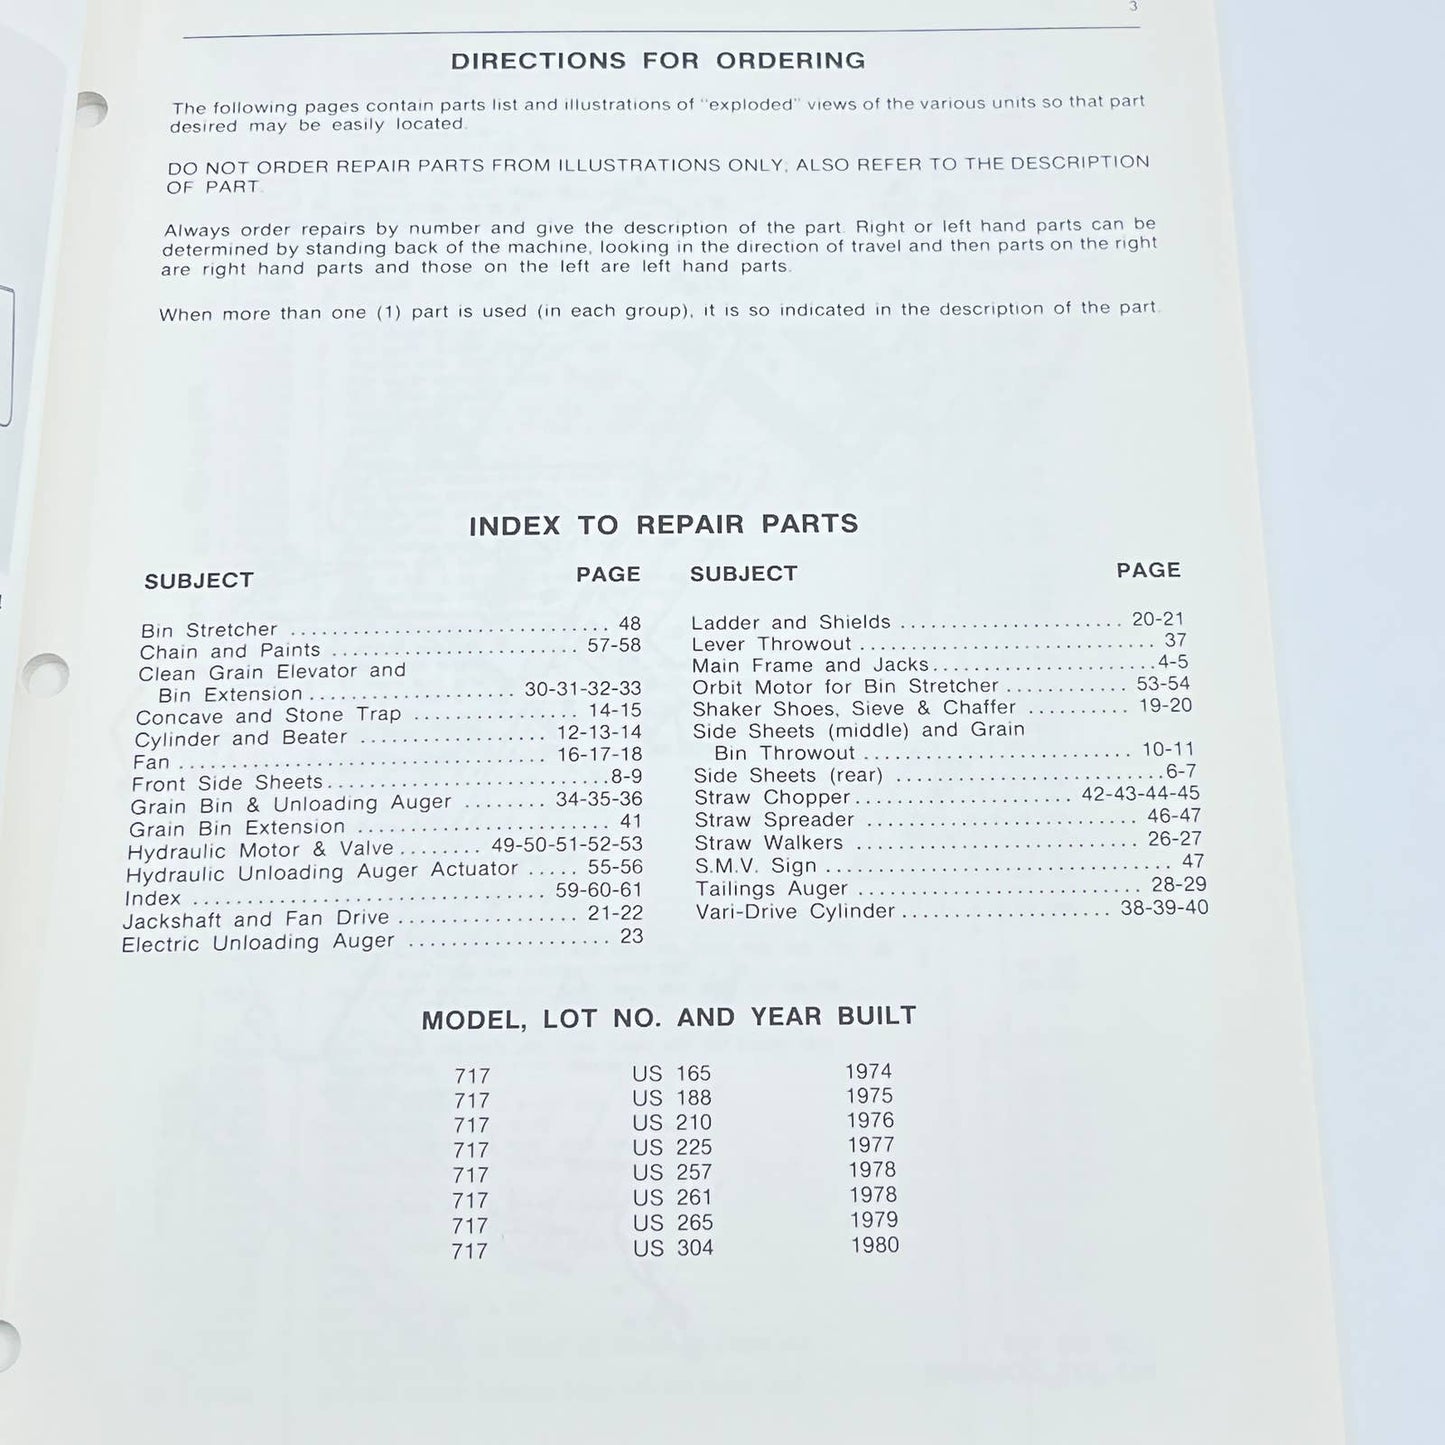 3
DIRECTIONS FOR ORDERING
The following pages contain parts list and illustrations of "exploded" views of the various units so that part
desired may be easily located.
DO NOT ORDER REPAIR PARTS FROM ILLUSTRATIONS ONLY; ALSO REFER TO THE DESCRIPTION
OF PART.
Always order repairs by number and give the description of the part. Right or left hand parts can be
determined by standing back of the machine, looking in the direction of travel and then parts on the right
are right hand parts and those on the left are left hand parts.
When more than one (1) part is used (in each group), it is so indicated in the description of the part.
INDEX TO REPAIR PARTS
SUBJECT PAGE
Bin Stretcher ................................ 48
Chain and Paints ........................ 57-58
Clean Grain Elevator and
Bin Extension .................... 30-31-32-33
Concave and Stone Trap ................ 14-15
Cylinder and Beater .................. 12-13-14
Fan .................................... 16-17-18
Front Side Sheets ............................ 8-9
Grain Bin & Unloading Auger ........ 34-35-36
Grain Bin Extension ......................... 41
Hydraulic Motor & Valve ........ 49-50-51-52-53
Hydraulic Unloading Auger Actuator ..... 55-56
Index .................................. 59-60-61
Jackshaft and Fan Drive .................. 21-22
Electric Unloading Auger .................... 23
SUBJECT PAGE
Ladder and Shields ...................... 20-21
Lever Throwout ............................. 37
Main Frame and Jacks ...................... 4-5
Orbit Motor for Bin Stretcher ............ 53-54
Shaker Shoes, Sieve & Chaffer .......... 19-20
Side Sheets (middle) and Grain
Bin Throwout ............................ 10-11
Side Sheets (rear) .......................... 6-7
Straw Chopper ..................... 42-43-44-45
Straw Spreader .......................... 46-47
Straw Walkers ............................ 26-27
S.M.V. Sign .................................. 47
Tailings Auger ............................ 28-29
Vari-Drive Cylinder .................... 38-39-40
MODEL, LOT NO. AND YEAR BUILT
717 US 165 1974
717 US 188 1975
717 US 210 1976
717 US 225 1977
717 US 257 1978
717 US 261 1978
717 US 265 1979
717 US 304 1980